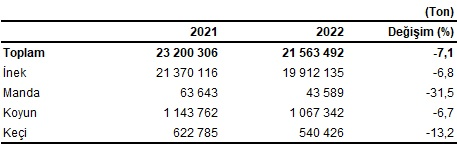 (Ton)
2021 2022 Değişim (%)
Toplam 23 200 306 21 563 492 -7,1
İnek 21 370 116 19 912 135 -6,8
Manda 63 643 43 589 -31,5
Koyun 1 143 762 1 067 342 -6,7
Keçi 622 785 540 426 -13,2